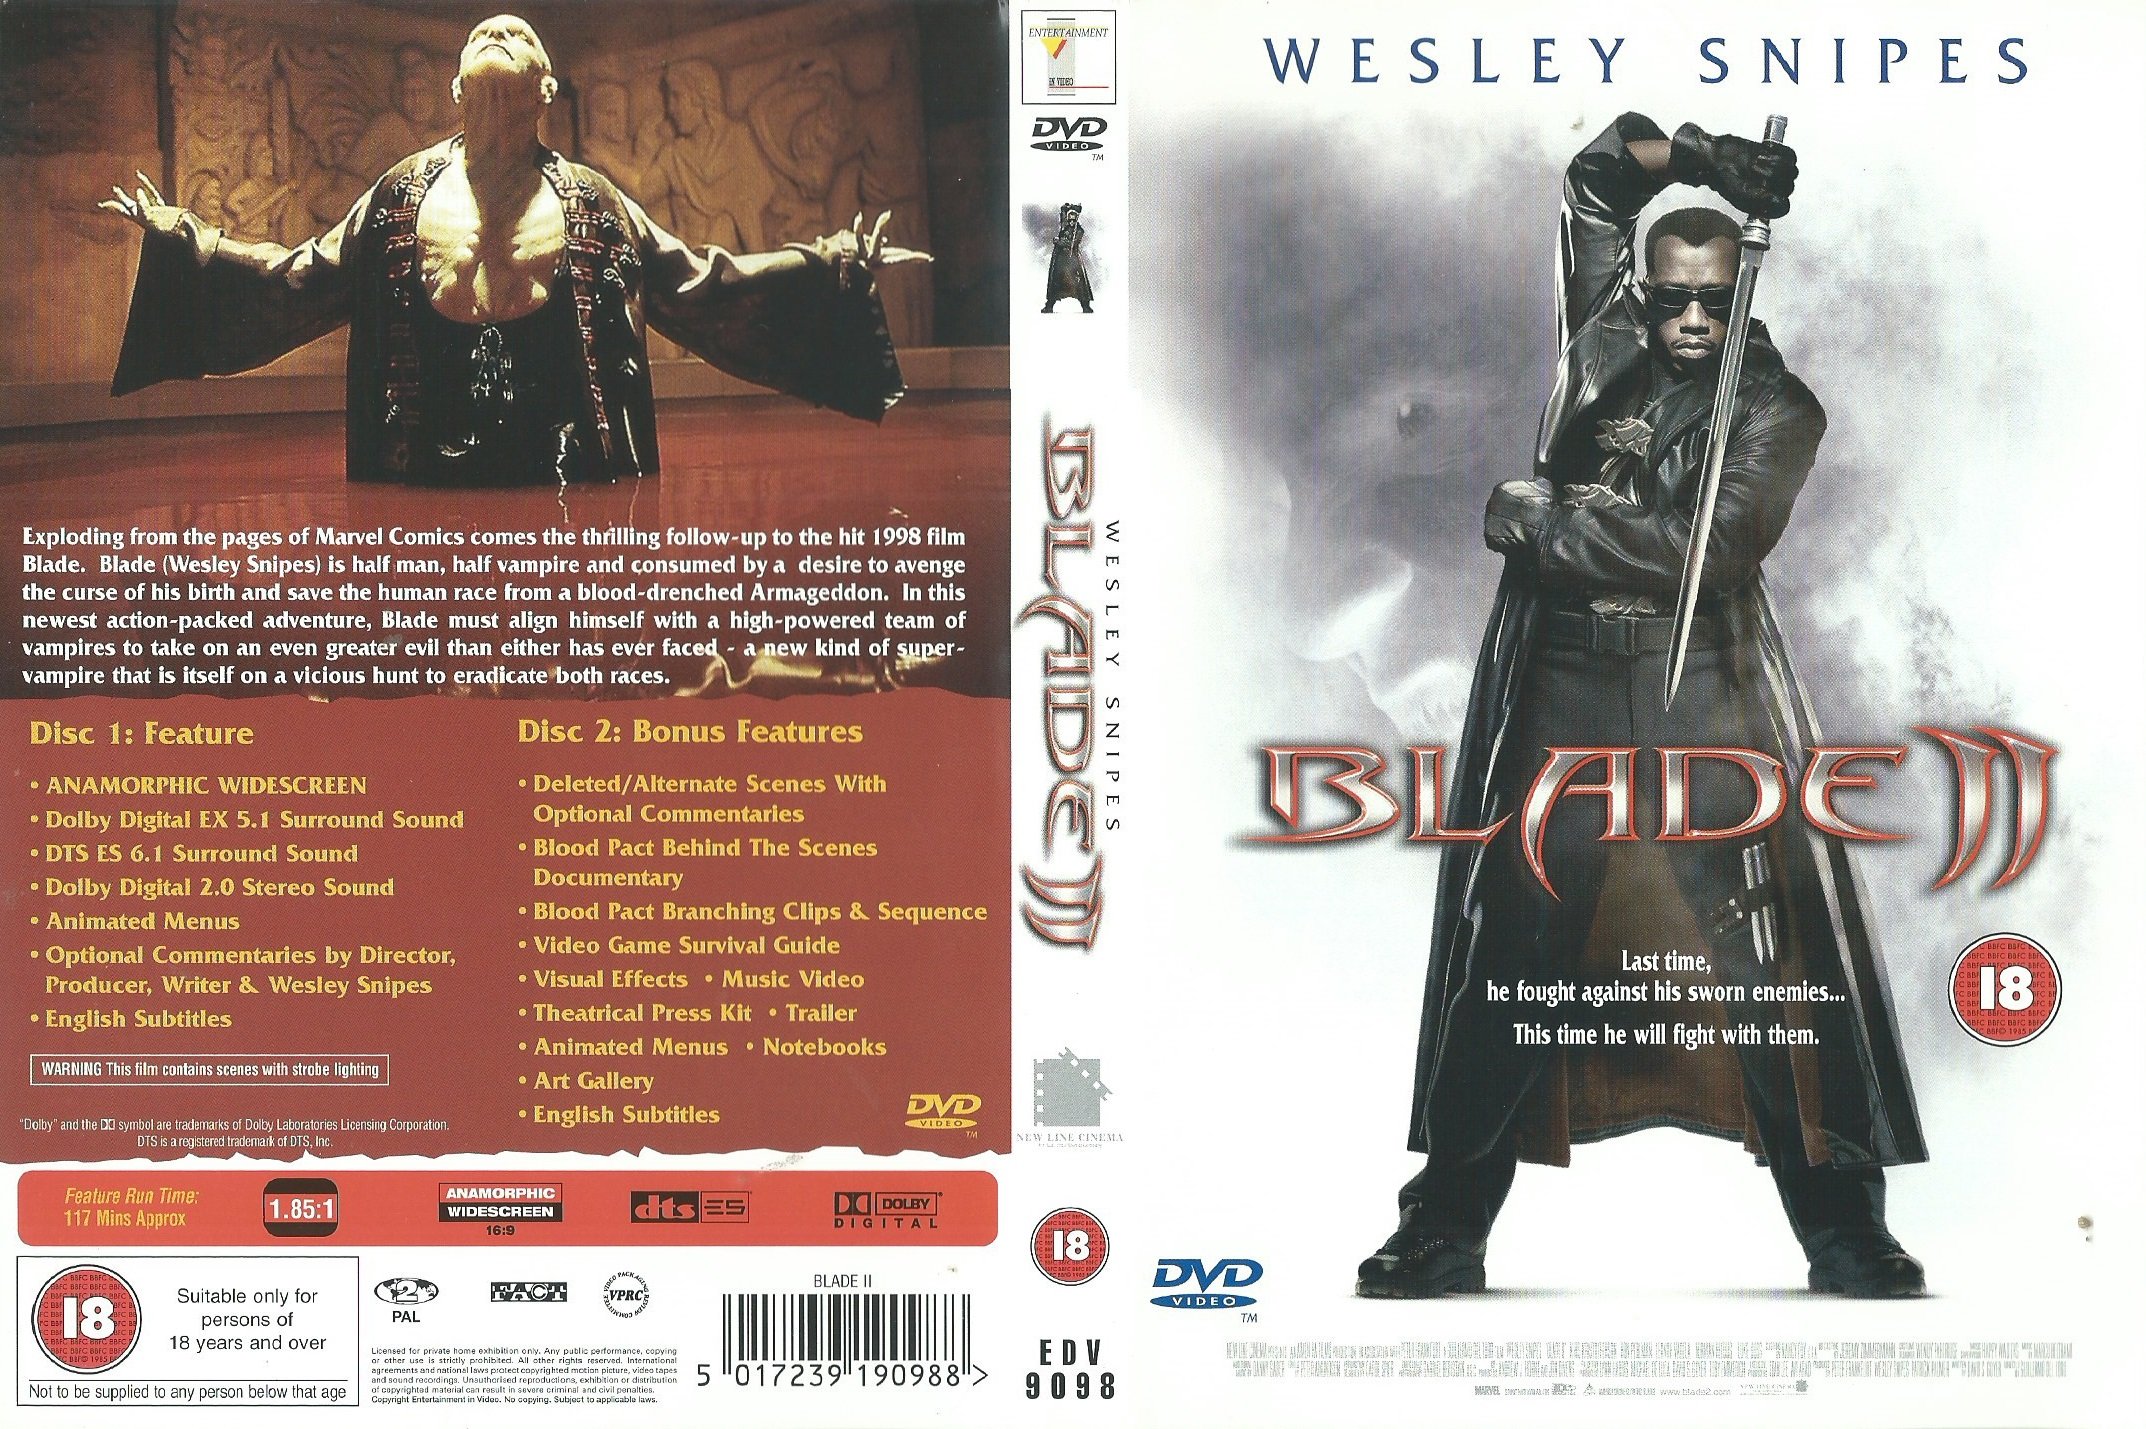 Exploding from the pages of Marvel Comics comes the thrilling follow-up to the hit 1998 film
Blade. Blade (Wesley Snipes) is half man, half vampire and consumed by a desire to avenge
the curse of his birth and save the human race from a blood-drenched Armageddon. In this
newest action-packed adventure, Blade must align himself with a high-powered team of
vampires to take on an even greater evil than either has ever faced - a new kind of super-
vampire that is itself on a vicious hunt to eradicate both races.
Disc 1: Feature
• ANAMORPHIC WIDESCREEN
• Dolby Digital EX 5.1 Surround Sound
• DTS ES 6.1 Surround Sound
• Dolby Digital 2.0 Stereo Sound
• Animated Menus
• Optional Commentaries by Director,
Producer, Writer & Wesley Snipes
• English Subtitles
WARNING This film contains scenes with strobe lighting
"Dolby" and the DD symbol are trademarks of Dolby Laboratories Licensing Corporation.
DTS is a registered trademark of DTS, Inc.
Disc 2: Bonus Features
• Deleted/Alternate Scenes With
Optional Commentaries
• Blood Pact Behind The Scenes
Documentary
• Blood Pact Branching Clips & Sequence
• Video Game Survival Guide
• Visual Effects • Music Video
• Theatrical Press Kit • Trailer
• Animated Menus • Notebooks
• Art Gallery
• English Subtitles
DVD
VIDEO
TM
Feature Run Time:
117 Mins Approx
1.85:1
ANAMORPHIC
WIDESCREEN
16:9
dts ES
DOLBY
DIGITAL
18
Suitable only for
persons of
18 years and over
Not to be supplied to any person below that age
2
PAL
FACT
VIDEO PACKAGING REVIEW COMMITTEE
VPRC
Licensed for private home exhibition only. Any public performance, copying
or other use is strictly prohibited. All other rights reserved. International
agreements and national laws protect copyrighted motion picture, video tapes
and sound recordings. Unauthorised reproductions, exhibition or distribution
of copyrighted material can result in severe criminal and civil penalties.
Copyright Entertainment in Video. No copying. Subject to applicable laws.
BLADE II
5 017239 190988 >
ENTERTAINMENT
IN VIDEO
DVD
VIDEO
TM
BLADE II
WESLEY SNIPES
NEW LINE CINEMA
18
EDV
9098
WESLEY SNIPES
BLADE II
Last time,
he fought against his sworn enemies...
This time he will fight with them.
18
DVD
VIDEO
TM
MARVEL
www.blade2.com
NEW LINE CINEMA